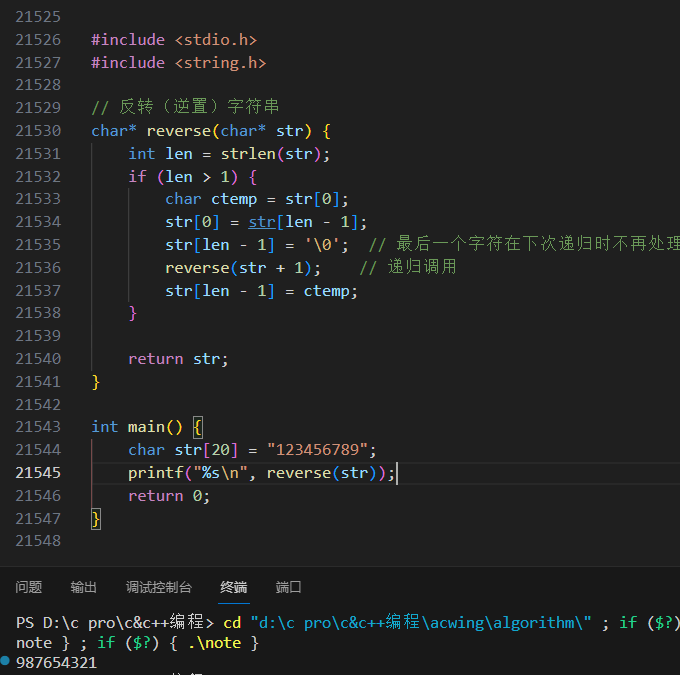 21525
21526 #include <stdio.h>
21527 #include <string.h>
21528
21529 // 反转（逆置）字符串
21530 char* reverse(char* str) {
21531     int len = strlen(str);
21532     if (len > 1) {
21533         char ctemp = str[0];
21534         str[0] = str[len - 1];
21535         str[len - 1] = '\0';  // 最后一个字符在下次递归时不再处理
21536         reverse(str + 1);    // 递归调用
21537         str[len - 1] = ctemp;
21538     }
21539
21540     return str;
21541 }
21542
21543 int main() {
21544     char str[20] = "123456789";
21545     printf("%s\n", reverse(str));
21546     return 0;
21547 }
21548
问题 输出 调试控制台 终端 端口
PS D:\c pro\c&c++编程> cd "d:\c pro\c&c++编程\acwing\algorithm\" ; if ($?)
note } ; if ($?) { .\note }
987654321